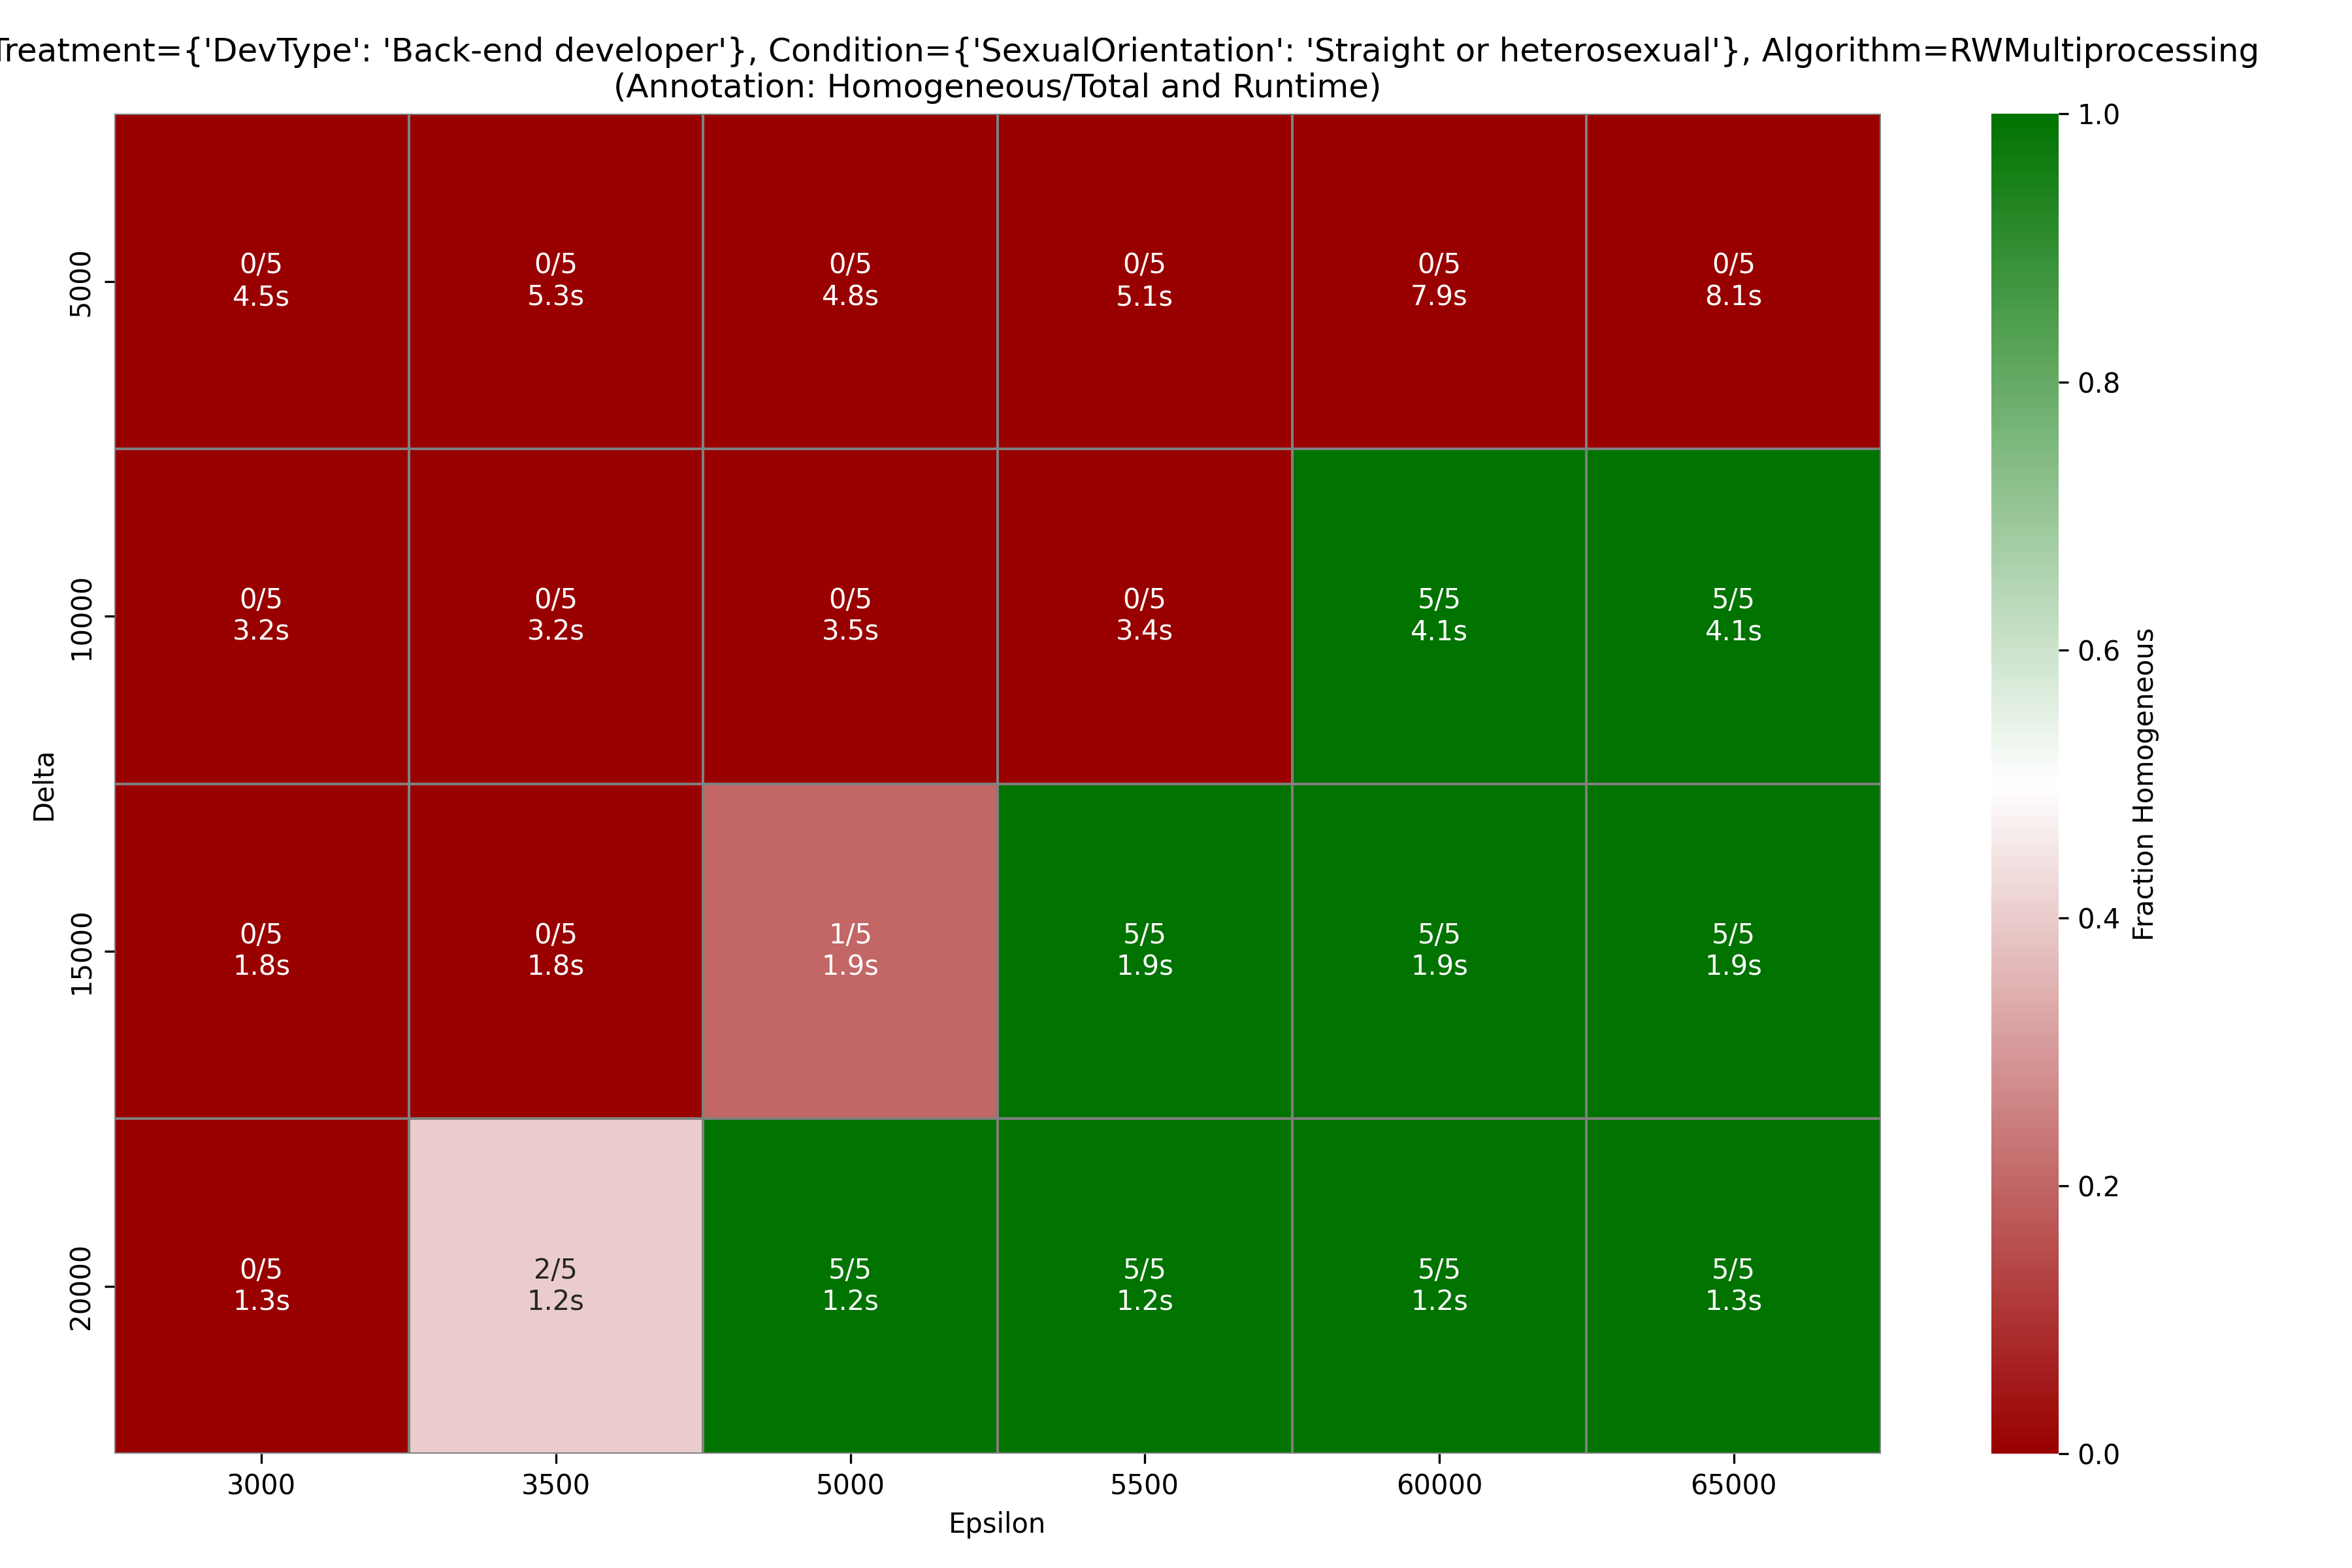 Treatment={'DevType': 'Back-end developer'}, Condition={'SexualOrientation': 'Straight or heterosexual'}, Algorithm=RWMultiprocessing
(Annotation: Homogeneous/Total and Runtime)
5000
0/5
4.5s
0/5
5.3s
0/5
4.8s
0/5
5.1s
0/5
7.9s
0/5
8.1s
10000
0/5
3.2s
0/5
3.2s
0/5
3.5s
0/5
3.4s
5/5
4.1s
5/5
4.1s
15000
0/5
1.8s
0/5
1.8s
1/5
1.9s
5/5
1.9s
5/5
1.9s
5/5
1.9s
20000
0/5
1.3s
2/5
1.2s
5/5
1.2s
5/5
1.2s
5/5
1.2s
5/5
1.3s
Delta
3000
3500
5000
5500
60000
65000
Epsilon
1.0
0.8
0.6
0.4
0.2
0.0
Fraction Homogeneous